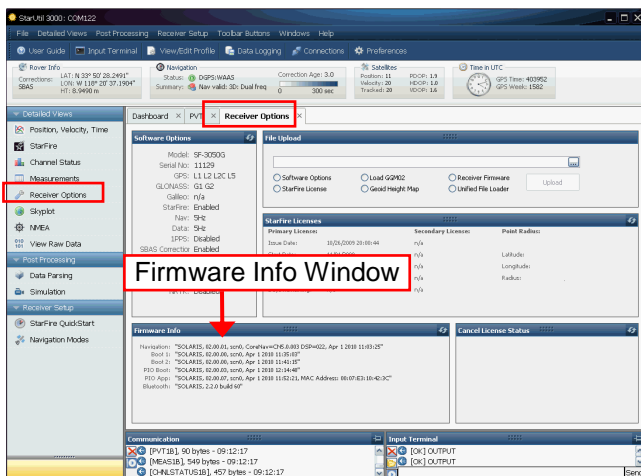 StarUtil 3000: COM122
File Detailed Views Post Processing Receiver Setup Toolbar Buttons Windows Help
User Guide Input Terminal View/Edit Profile Data Logging Connections Preferences
Rover Info
Corrections: SBAS
LAT: N 33° 50' 28.2491"
LON: W 118° 20' 37.1904"
HT: 8.9490 m
Navigation
Status: DGPS:WAAS
Summary: Nav valid: 3D: Dual freq
Correction Age: 3.0
0 300 sec
Satellites
Position: 11 PDOP: 1.9
Velocity: 20 HDOP: 1.0
Tracked: 20 VDOP: 1.6
Time in UTC
GPS Time: 403952
GPS Week: 1582
Detailed Views
Position, Velocity, Time
StarFire
Channel Status
Measurements
Receiver Options
Skyplot
NMEA
View Raw Data
Post Processing
Data Parsing
Simulation
Receiver Setup
StarFire QuickStart
Navigation Modes
Dashboard PVT Receiver Options
Software Options
Model: SF-3050G
Serial No: 11129
GPS: L1 L2 L2C L5
GLONASS: G1 G2
Galileo: n/a
StarFire: Enabled
Nav: 5Hz
Data: 5Hz
1PPS: Disabled
SBAS Correction Enabled
File Upload
Software Options Load GGM02 Receiver Firmware
StarFire License Geoid Height Map Unified File Loader
Upload
StarFire Licenses
Primary License: Secondary License: Point Radius:
Issue Date: 10/26/2009 20:08:44 n/a
Latitude:
n/a Longitude:
n/a Radius:
n/a
Firmware Info Window
Firmware Info
Navigation: "SOLARIS, 02.00.01, scn0, CoreNav=CN5.0.003 DSP=022, Apr 1 2010 11:03:25"
Boot 1: "SOLARIS, 02.00.00, scn0, Apr 1 2010 11:35:03"
Boot 2: "SOLARIS, 02.00.00, scn0, Apr 1 2010 11:41:15"
PIO Boot: "SOLARIS, 02.00.03, scn0, Apr 1 2010 12:14:48"
PIO App: "SOLARIS, 02.00.07, scn0, Apr 1 2010 11:52:21, MAC Address: 00:07:E3:10:42:3C"
Bluetooth: "SOLARIS, 2.2.0 build 60"
Cancel License Status
Communication
[PVT1B], 90 bytes - 09:12:17
[MEAS1B], 549 bytes - 09:12:17
[CHNLSTATUS1B], 457 bytes - 09:12:17
Input Terminal
[OK] OUTPUT
[OK] OUTPUT
Send